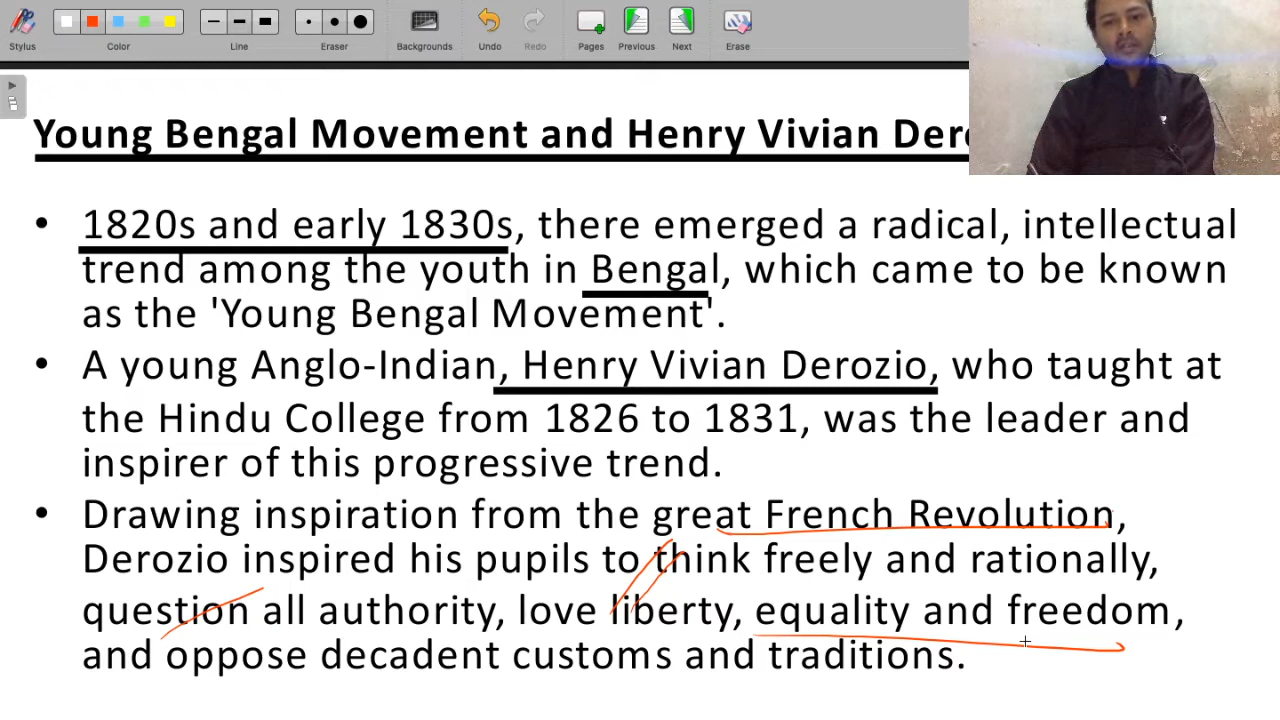 Stylus
Color
Line
Eraser
Backgrounds
Undo
Redo
Pages
Previous
Next
Erase
Young Bengal Movement and Henry Vivian
• 1820s and early 1830s, there emerged a radical, intellectual
trend among the youth in Bengal, which came to be known
as the 'Young Bengal Movement'.
• A young Anglo-Indian, Henry Vivian Derozio, who taught at
the Hindu College from 1826 to 1831, was the leader and
inspirer of this progressive trend.
• Drawing inspiration from the great French Revolution,
Derozio inspired his pupils to think freely and rationally,
question all authority, love liberty, equality and freedom,
and oppose decadent customs and traditions.